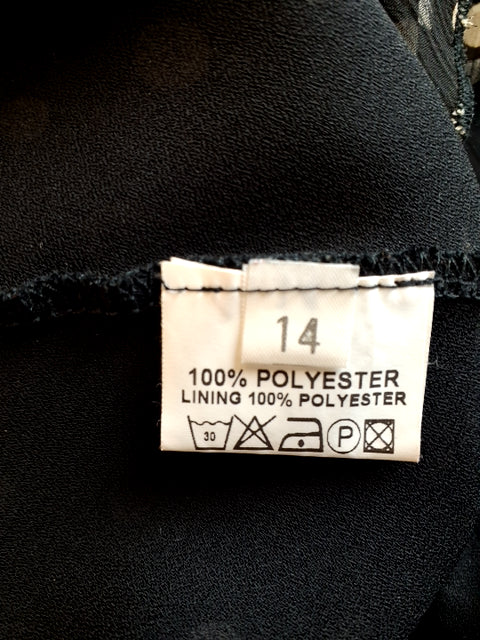 14
100% POLYESTER
LINING 100% POLYESTER
30 P